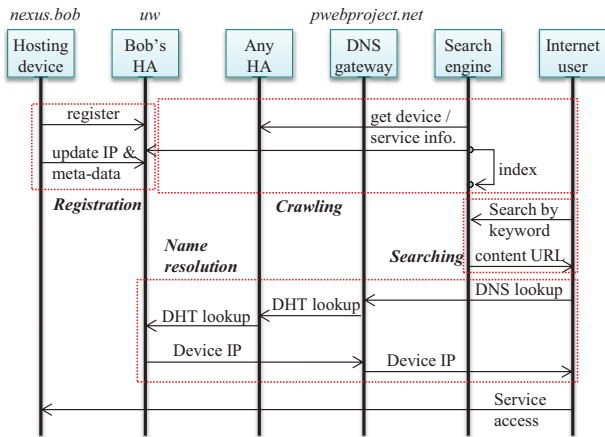 nexus.bob
uw
pwebproject.net
Hosting
device
Bob's
HA
Any
HA
DNS
gateway
Search
engine
Internet
user
register
get device /
service info.
update IP &
meta-data
index
Registration
Crawling
Search by
keyword
Name
resolution
Searching
content URL
DNS lookup
DHT lookup
DHT lookup
Device IP
Device IP
Service
access